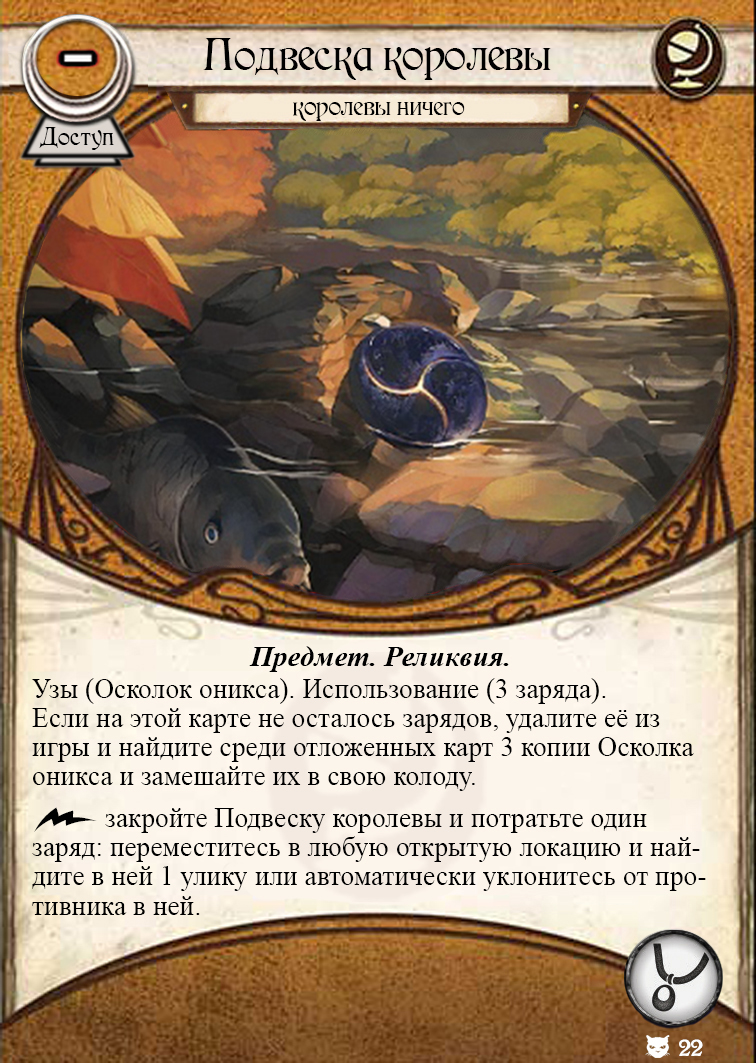 Подвеска королевы
королевы ничего
Доступ
Предмет. Реликвия.
Узы (Осколок оникса). Использование (3 заряда).
Если на этой карте не осталось зарядов, удалите её из
игры и найдите среди отложенных карт 3 копии Осколка
оникса и замешайте их в свою колоду.
закройте Подвеску королевы и потратьте один
заряд: переместитесь в любую открытую локацию и най-
дите в ней 1 улику или автоматически уклонитесь от про-
тивника в ней.
22